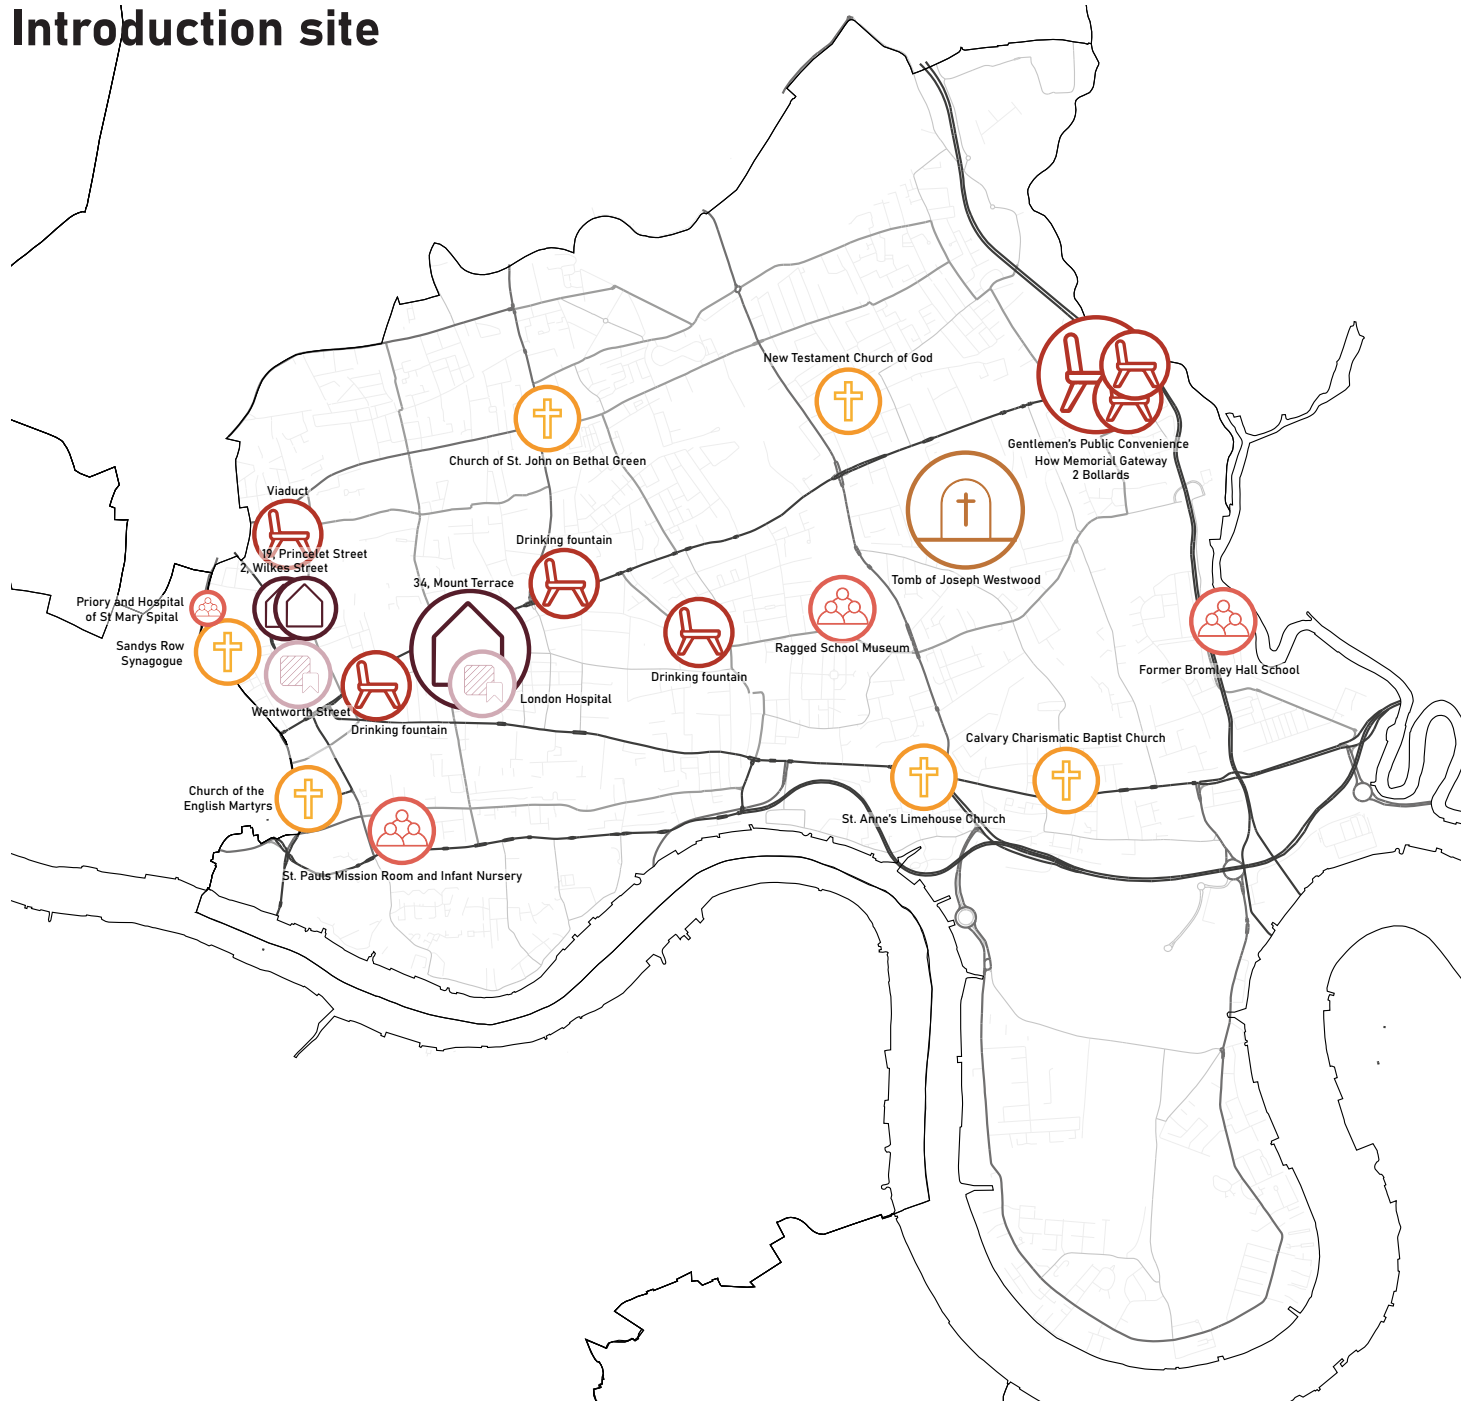 Introduction site
New Testament Church of God
Gentlemen's Public Convenience
How Memorial Gateway
2 Bollards
Church of St. John on Bethal Green
Viaduct
Drinking fountain
19, Princelet Street
2, Wilkes Street
34, Mount Terrace
Tomb of Joseph Westwood
Priory and Hospital
of St Mary Spital
Sandys Row
Synagogue
Ragged School Museum
Drinking fountain
Former Bromley Hall School
London Hospital
Wentworth Street
Drinking fountain
Calvary Charismatic Baptist Church
Church of the
English Martyrs
St. Anne's Limehouse Church
St. Pauls Mission Room and Infant Nursery